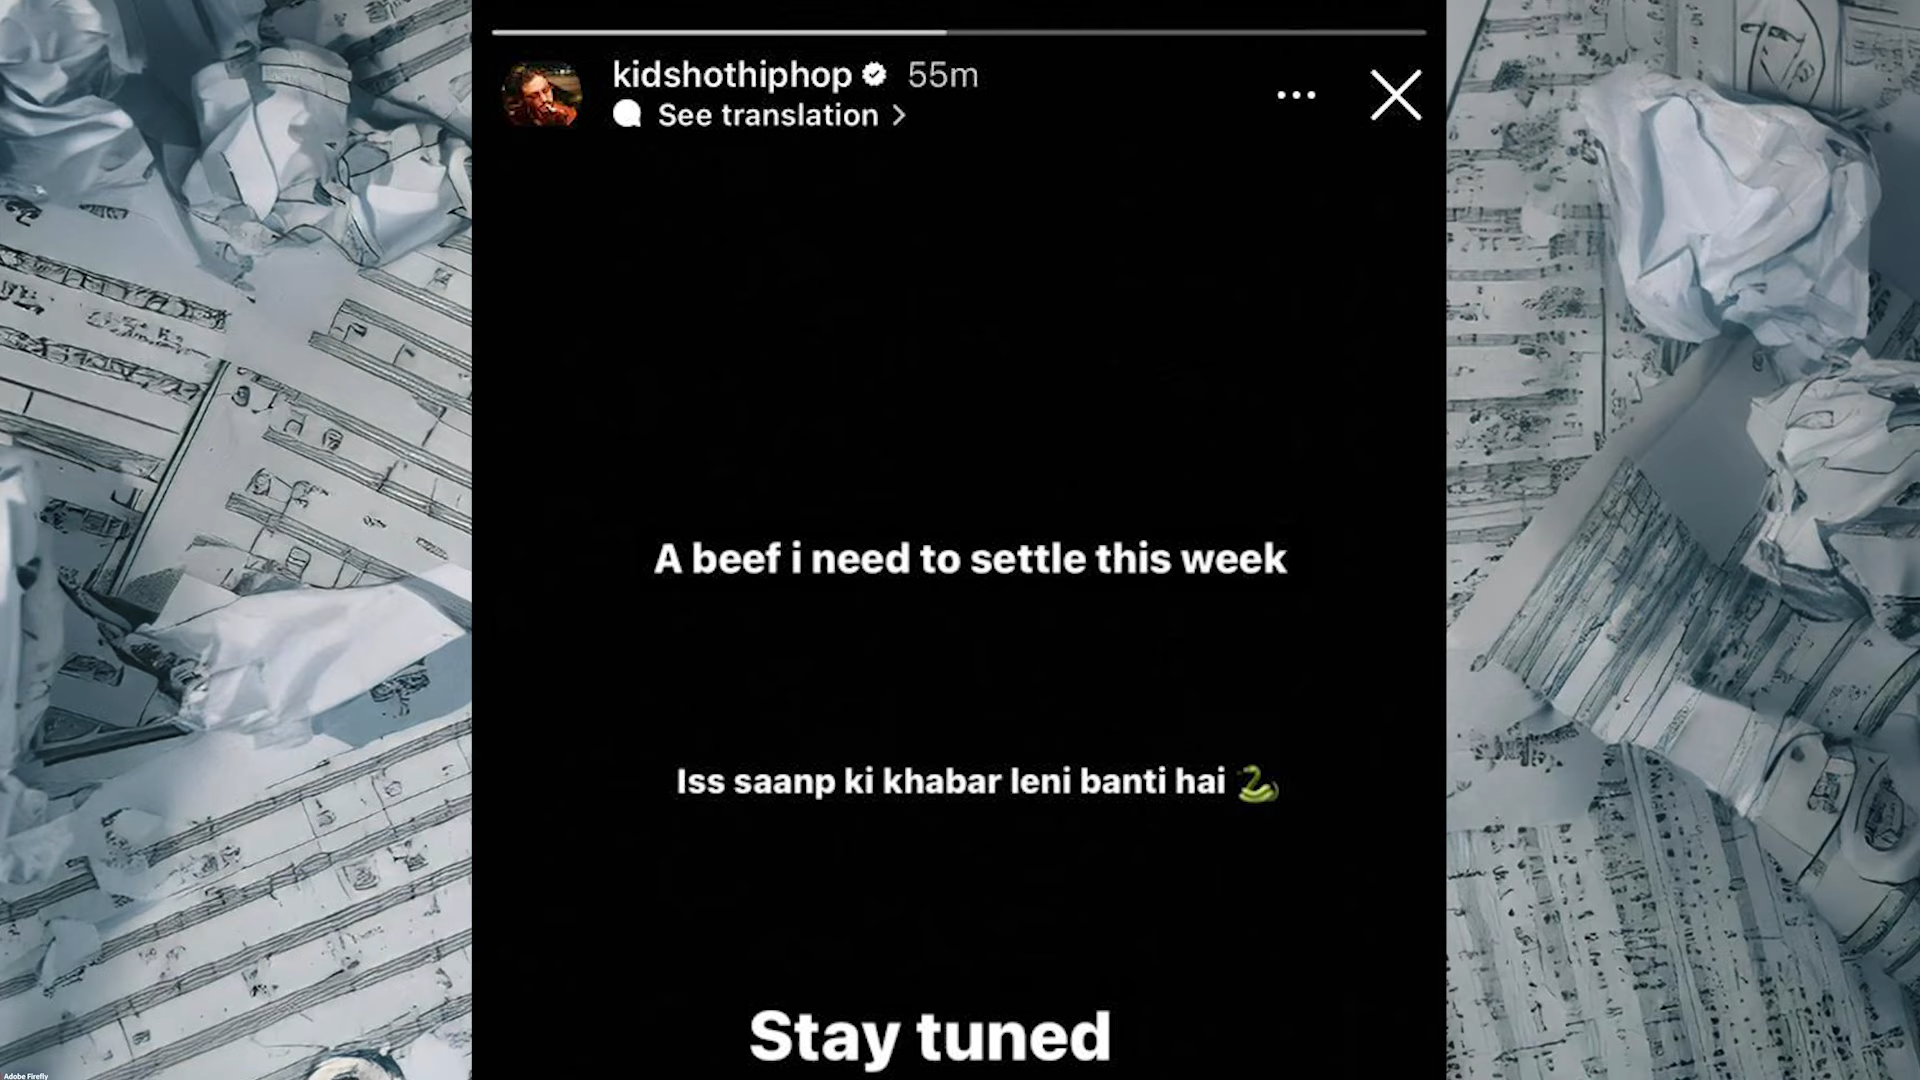 kidshothiphop 55m
See translation >
A beef i need to settle this week
Iss saanp ki khabar leni banti hai 🐍
Stay tuned
Adobe Firefly